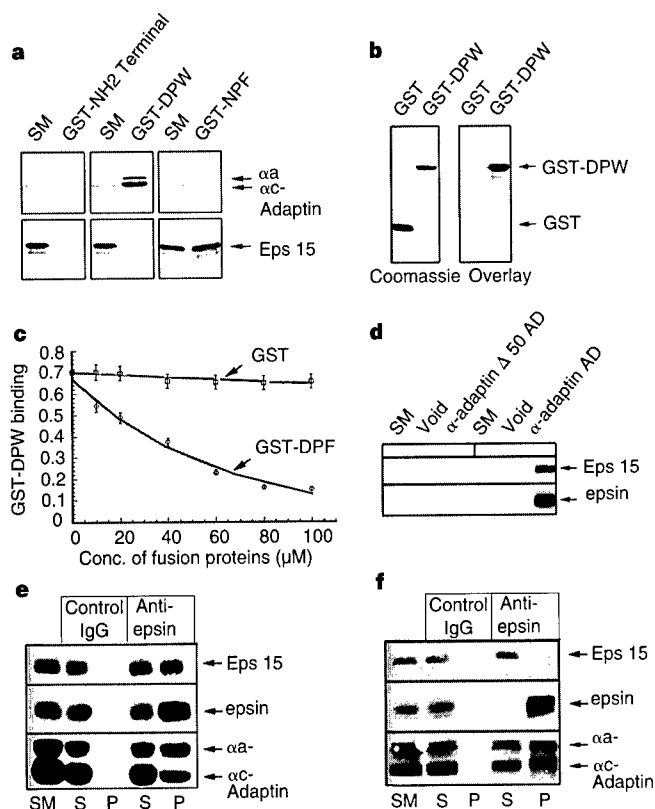 a
SM
GST-NH2 Terminal
SM
GST-DPW
SM
GST-NPF
αa
αc-
Adaptin
Eps 15
b
GST
GST-DPW
GST
GST-DPW
GST-DPW
GST
Coomassie Overlay
c
GST-DPW binding
0.8
0.7
0.6
0.5
0.4
0.3
0.2
0.1
0
GST
GST-DPF
0 20 40 60 80 100
Conc. of fusion proteins (µM)
d
SM
Void
α-adaptin Δ 50 AD
SM
Void
α-adaptin AD
Eps 15
epsin
e
Control IgG
Anti-epsin
Eps 15
epsin
αa-
αc-
Adaptin
SM S P S P
f
Control IgG
Anti-epsin
Eps 15
epsin
αa-
αc-
Adaptin
SM S P S P